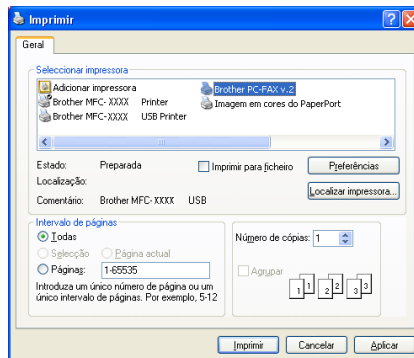 Imprimir
Geral
Seleccionar impressora
Adicionar impressora
Brother PC-FAX v.2
Brother MFC-XXXX Printer
Imagem em cores do PaperPort
Brother MFC-XXXX USB Printer
Estado: Preparada
Imprimir para ficheiro
Preferências
Localização:
Localizar impressora...
Comentário: Brother MFC-XXXX USB
Intervalo de páginas
Todas
Número de cópias: 1
Selecção
Página actual
Páginas: 1-65535
Agrupar
Introduza um único número de página ou um
único intervalo de páginas. Por exemplo, 5-12
1 1 2 2 3 3
Imprimir
Cancelar
Aplicar